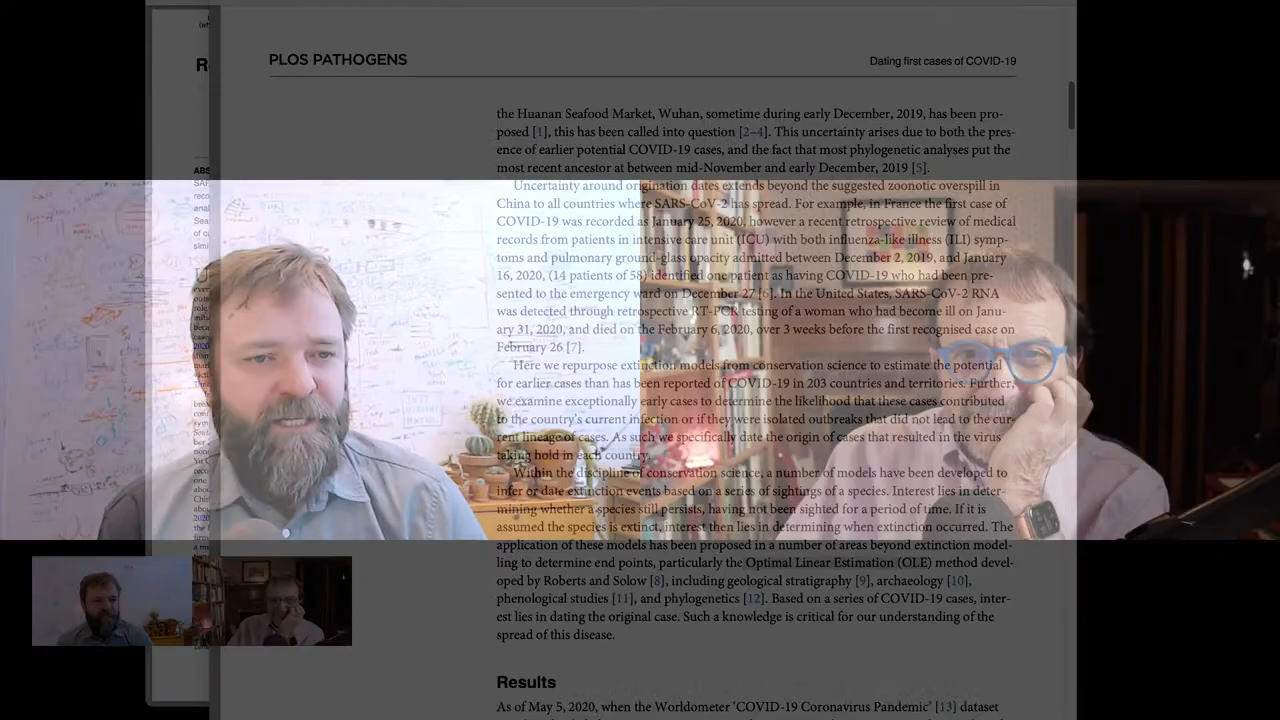 PLOS PATHOGENS
Dating first cases of COVID-19
the Huanan Seafood Market, Wuhan, sometime during early December, 2019, has been pro-
posed [1], this has been called into question [2–4]. This uncertainty arises due to both the pres-
ence of earlier potential COVID-19 cases, and the fact that most phylogenetic analyses put the
most recent ancestor at between mid-November and early December, 2019 [5].
Uncertainty around origination dates extends beyond the suggested zoonotic overspill in
China to all countries where SARS-CoV-2 has spread. For example, in France the first case of
COVID-19 was recorded as January 25, 2020, however a recent retrospective review of medical
records from patients in intensive care unit (ICU) with both influenza-like illness (ILI) symp-
toms and pulmonary ground-glass opacity admitted between December 2, 2019, and January
16, 2020, (14 patients of 58) identified one patient as having COVID-19 who had been pre-
sented to the emergency ward on December 27 [6]. In the United States, SARS-CoV-2 RNA
was detected through retrospective RT-PCR testing of a woman who had become ill on Janu-
ary 31, 2020, and died on the February 6, 2020, over 3 weeks before the first recognised case on
February 26 [7].
Here we repurpose extinction models from conservation science to estimate the potential
for earlier cases than has been reported of COVID-19 in 203 countries and territories. Further,
we examine exceptionally early cases to determine the likelihood that these cases contributed
to the country's current infection or if they were isolated outbreaks that did not lead to the cur-
rent lineage of cases. As such we specifically date the origin of cases that resulted in the virus
taking hold in each country.
Within the discipline of conservation science, a number of models have been developed to
infer or date extinction events based on a series of sightings of a species. Interest lies in deter-
mining whether a species still persists, having not been sighted for a period of time. If it is
assumed the species is extinct, interest then lies in determining when extinction occurred. The
application of these models has been proposed in a number of areas beyond extinction model-
ling to determine end points, particularly the Optimal Linear Estimation (OLE) method devel-
oped by Roberts and Solow [8], including geological stratigraphy [9], archaeology [10],
phenological studies [11], and phylogenetics [12]. Based on a series of COVID-19 cases, inter-
est lies in dating the original case. Such a knowledge is critical for our understanding of the
spread of this disease.
Results
As of May 5, 2020, when the Worldometer 'COVID-19 Coronavirus Pandemic' [13] dataset